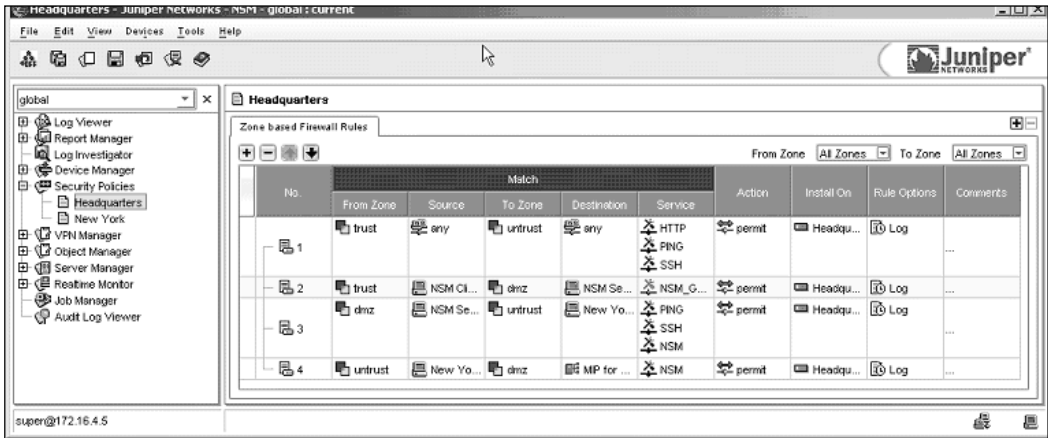 Headquarters - Juniper Networks - NSM - global : current
File Edit View Devices Tools Help
Juniper®
NETWORKS
global
Log Viewer
Report Manager
Log Investigator
Device Manager
Security Policies
Headquarters
New York
VPN Manager
Object Manager
Server Manager
Realtime Monitor
Job Manager
Audit Log Viewer
Headquarters
Zone based Firewall Rules
From Zone All Zones To Zone All Zones
No. Match Action Install On Rule Options Comments
From Zone Source To Zone Destination Service
1 trust any untrust any HTTP permit Headqu... Log
PING
SSH
...
2 trust NSM Cli... dmz NSM Se... NSM_G... permit Headqu... Log ...
3 dmz NSM Se... untrust New Yo... PING permit Headqu... Log
SSH
NSM
...
4 untrust New Yo... dmz MIP for ... NSM permit Headqu... Log ...
super@172.16.4.5